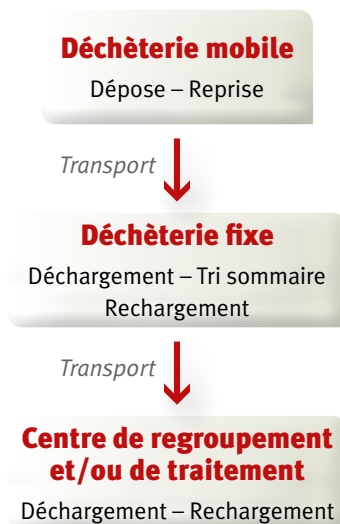 Déchèterie mobile
Dépose – Reprise
Transport
Déchèterie fixe
Déchargement – Tri sommaire
Rechargement
Transport
Centre de regroupement
et/ou de traitement
Déchargement – Rechargement